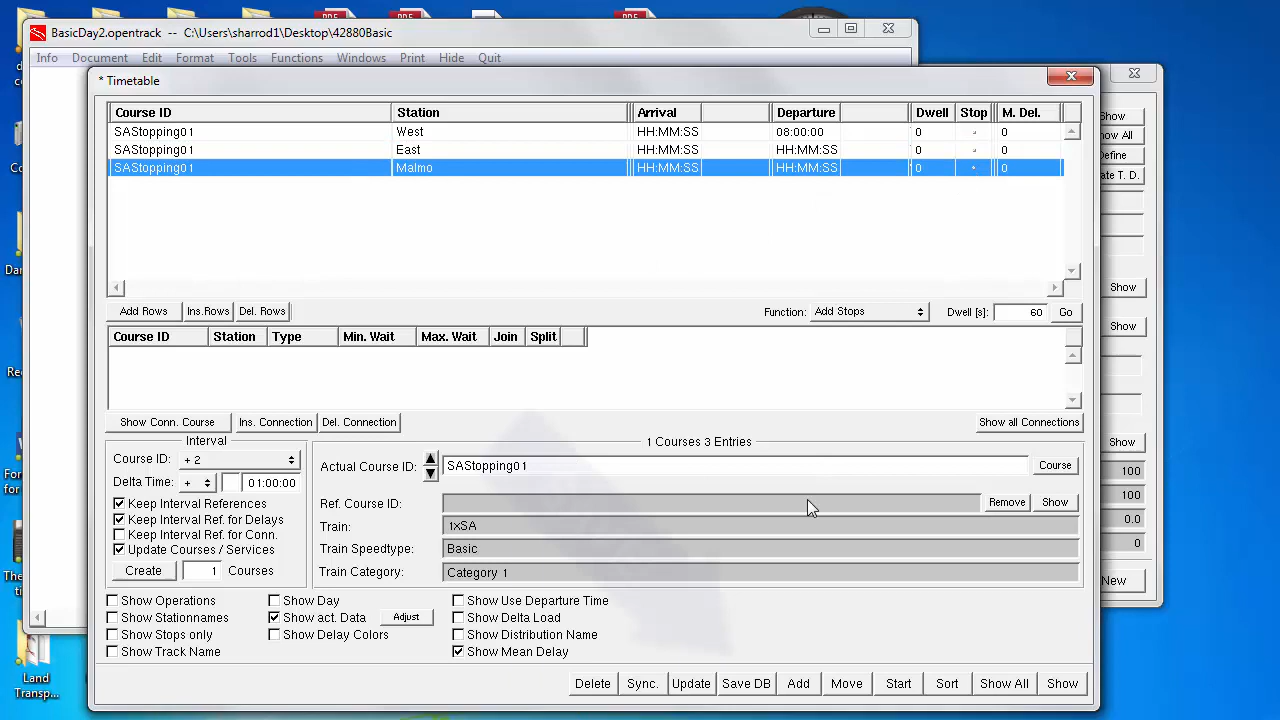 BasicDay2.opentrack -- C:\Users\sharrod1\Desktop\42880Basic
Info Document Edit Format Tools Functions Windows Print Hide Quit
* Timetable
Course ID Station Arrival Departure Dwell Stop M. Del.
SAStopping01 West HH:MM:SS 08:00:00 0 0
SAStopping01 East HH:MM:SS HH:MM:SS 0 0
SAStopping01 Malmo HH:MM:SS HH:MM:SS 0 * 0
Add Rows Ins.Rows Del. Rows Function: Add Stops Dwell [s]: 60 Go
Course ID Station Type Min. Wait Max. Wait Join Split
Show Conn. Course Ins. Connection Del. Connection Show all Connections
Interval
Course ID: + 2
Delta Time: + 01:00:00
Keep Interval References
Keep Interval Ref. for Delays
Keep Interval Ref. for Conn.
Update Courses / Services
Create 1 Courses
1 Courses 3 Entries
Actual Course ID: SAStopping01 Course
Ref. Course ID: Remove Show
Train: 1xSA
Train Speedtype: Basic
Train Category: Category 1
Show Operations Show Day Show Use Departure Time
Show Stationnames Show act. Data Adjust Show Delta Load
Show Stops only Show Delay Colors Show Distribution Name
Show Track Name Show Mean Delay
Delete Sync. Update Save DB Add Move Start Sort Show All Show
Show
All
Define
T. D.
Show
Show
Show
100
100
0.0
0
New
Land
Transp...